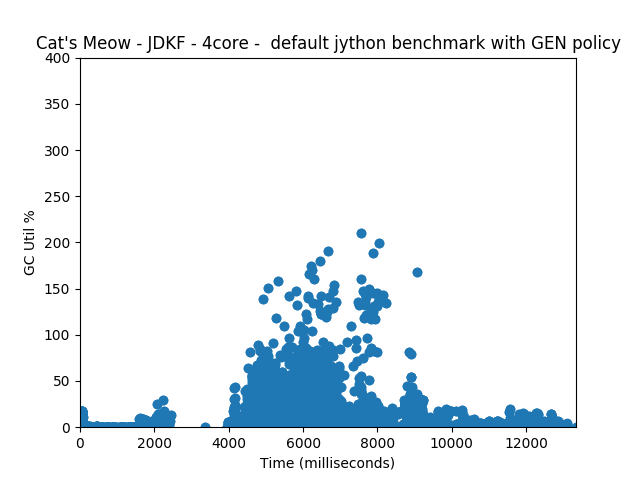 Cat's Meow - JDKF - 4core -  default jython benchmark with GEN policy
400
350
300
250
200
150
100
50
0
GC Util %
0 2000 4000 6000 8000 10000 12000
Time (milliseconds)